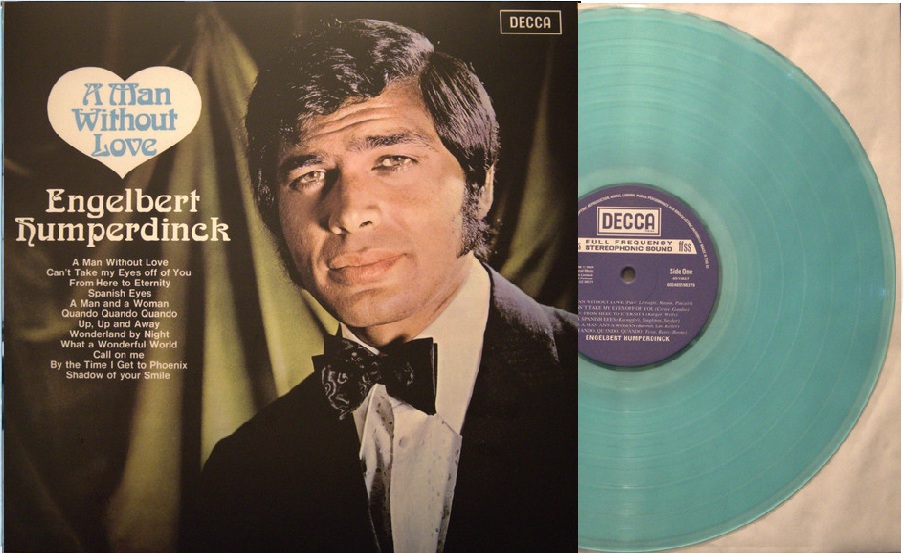 DECCA
A Man
Without
Love
Engelbert
Humperdinck
A Man Without Love
Can't Take my Eyes off of You
From Here to Eternity
Spanish Eyes
A Man and a Woman
Quando Quando Quando
Up, Up and Away
Wonderland by Night
What a Wonderful World
Call on me
By the Time I Get to Phoenix
Shadow of your Smile
DECCA
FULL FREQUENCY
STEREOPHONIC SOUND
ffss
Side One
ENGELBERT HUMPERDINCK